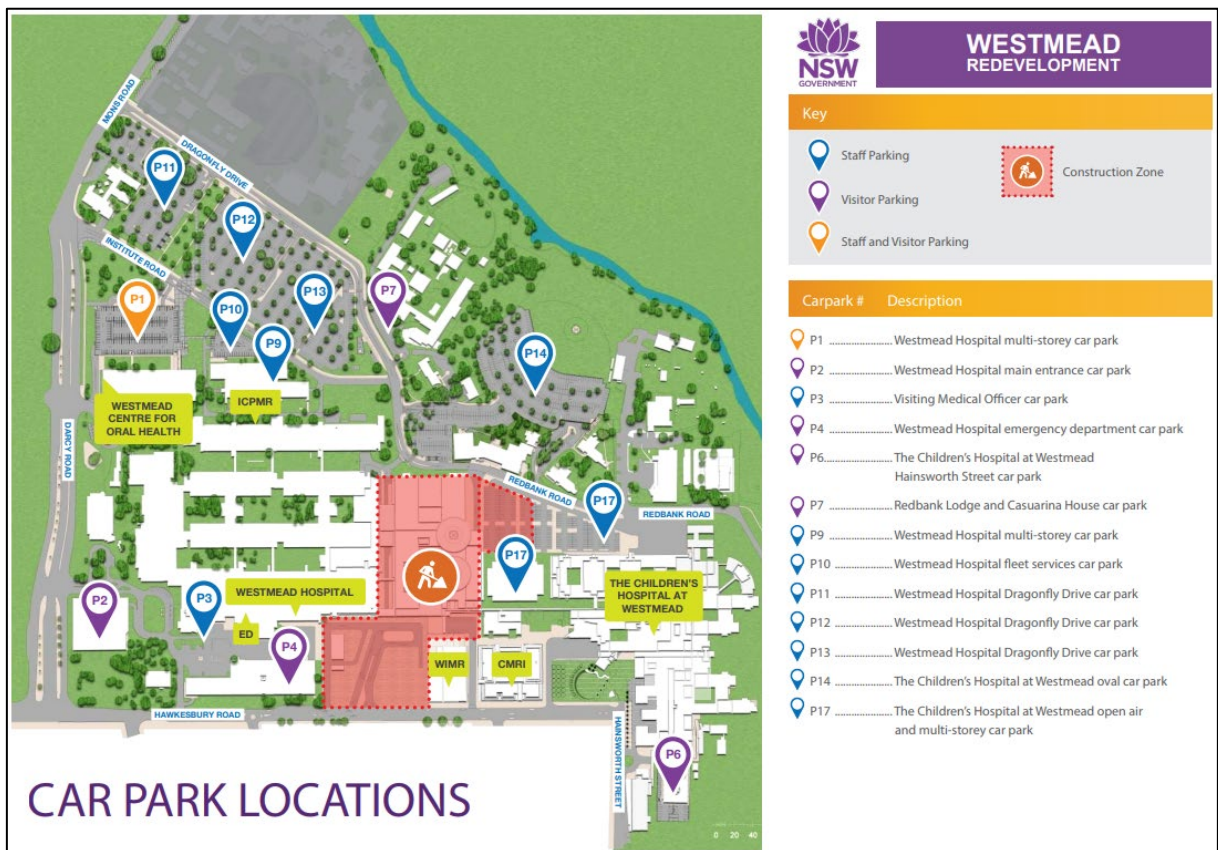 MONS ROAD
DRAGONFLY DRIVE
P11
P12
INSTITUTE ROAD
P1
P10
P13
P7
P9
P14
WESTMEAD
CENTRE FOR
ORAL HEALTH
ICPMR
DARCY ROAD
REDBANK ROAD
P17
REDBANK ROAD
P17
P2
P3
WESTMEAD HOSPITAL
THE CHILDREN'S
HOSPITAL AT
WESTMEAD
ED
P4
WIMR
CMRI
HAWKESBURY ROAD
HAINSWORTH STREET
P6
CAR PARK LOCATIONS
0 20 40
NSW
GOVERNMENT
WESTMEAD
REDEVELOPMENT
Key
Staff Parking
Construction Zone
Visitor Parking
Staff and Visitor Parking
Carpark # Description
P1 ...................... Westmead Hospital multi-storey car park
P2 ...................... Westmead Hospital main entrance car park
P3 ...................... Visiting Medical Officer car park
P4 ...................... Westmead Hospital emergency department car park
P6...................... The Children's Hospital at Westmead
Hainsworth Street car park
P7 ...................... Redbank Lodge and Casuarina House car park
P9 ...................... Westmead Hospital multi-storey car park
P10 .................... Westmead Hospital fleet services car park
P11 .................... Westmead Hospital Dragonfly Drive car park
P12 .................... Westmead Hospital Dragonfly Drive car park
P13 .................... Westmead Hospital Dragonfly Drive car park
P14 .................... The Children's Hospital at Westmead oval car park
P17 .................... The Children's Hospital at Westmead open air
and multi-storey car park